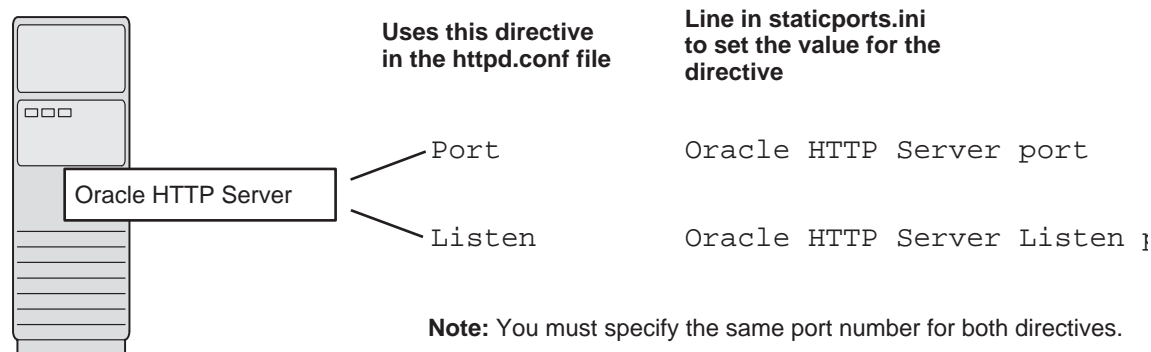 Uses this directive
in the httpd.conf file
Line in staticports.ini
to set the value for the
directive
Port Oracle HTTP Server port
Oracle HTTP Server
Listen Oracle HTTP Server Listen
Note: You must specify the same port number for both directives.